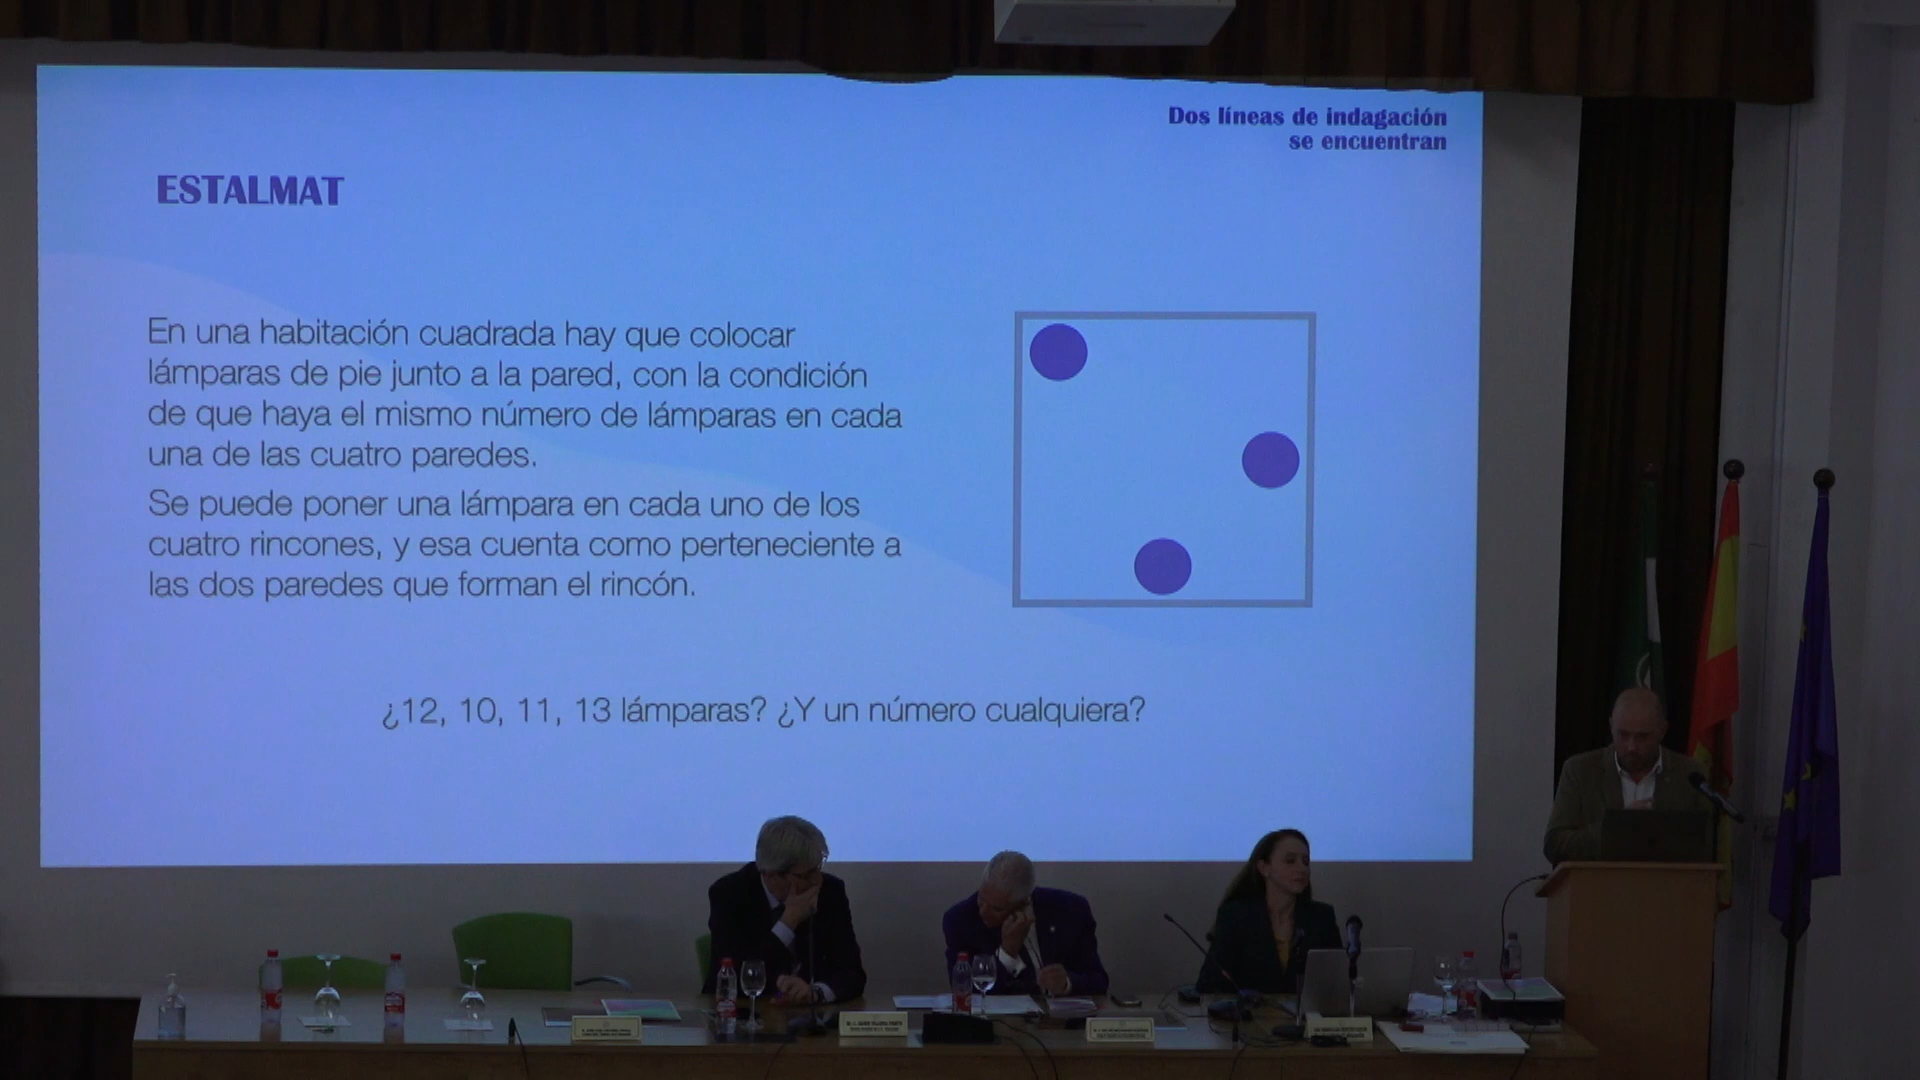 Dos líneas de indagación
se encuentran
ESTALMAT
En una habitación cuadrada hay que colocar
lámparas de pie junto a la pared, con la condición
de que haya el mismo número de lámparas en cada
una de las cuatro paredes.
Se puede poner una lámpara en cada uno de los
cuatro rincones, y esa cuenta como perteneciente a
las dos paredes que forman el rincón.
¿12, 10, 11, 13 lámparas? ¿Y un número cualquiera?